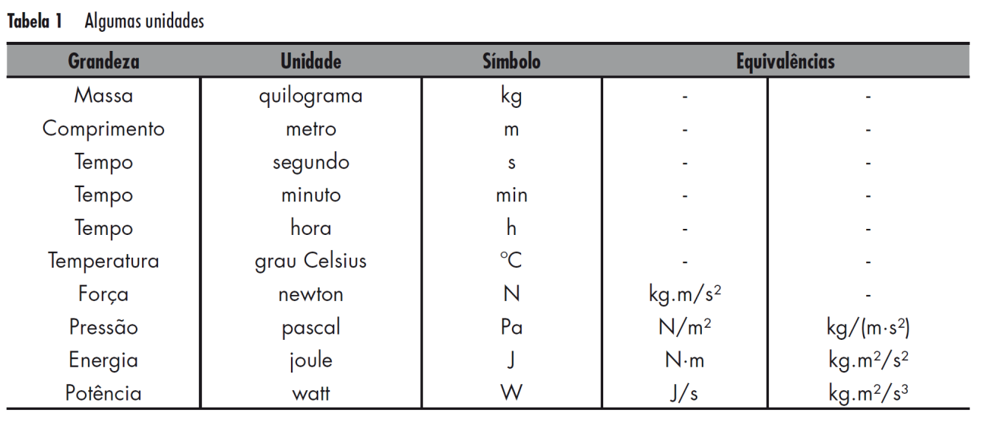 Tabela 1 Algumas unidades
Grandeza Unidade Símbolo Equivalências
Massa quilograma kg - -
Comprimento metro m - -
Tempo segundo s - -
Tempo minuto min - -
Tempo hora h - -
Temperatura grau Celsius ºC - -
Força newton N kg.m/s² -
Pressão pascal Pa N/m² kg/(m·s²)
Energia joule J N·m kg.m²/s²
Potência watt W J/s kg.m²/s³